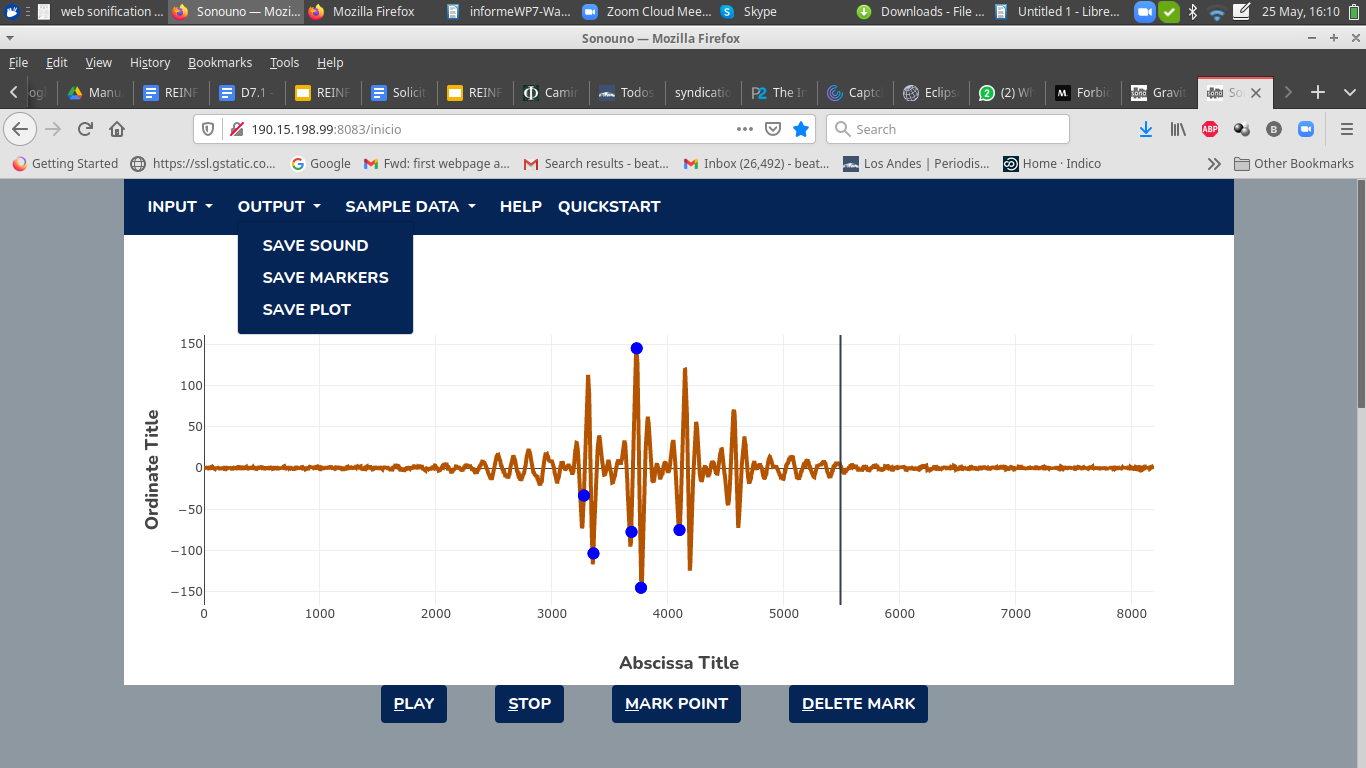 web sonification ... Sonouno — Mozi... Mozilla Firefox informeWP7-Wa... Zoom Cloud Mee... Skype Downloads - File ... Untitled 1 - Libre... 25 May, 16:10
Sonouno — Mozilla Firefox
File Edit View History Bookmarks Tools Help
Manu REINF D7.1 - REINF Solicit REINF Camin Todos syndicatio The In Captc Eclips (2) Wh Forbic Gravit So
190.15.198.99:8083/inicio Search
Getting Started https://ssl.gstatic.co... Google Fwd: first webpage a... Search results - beat... Inbox (26,492) - beat... Los Andes | Periodis... Home · Indico Other Bookmarks
INPUT OUTPUT SAMPLE DATA HELP QUICKSTART
SAVE SOUND
SAVE MARKERS
SAVE PLOT
150
100
50
0
−50
−100
−150
Ordinate Title
0 1000 2000 3000 4000 5000 6000 7000 8000
Abscissa Title
PLAY STOP MARK POINT DELETE MARK